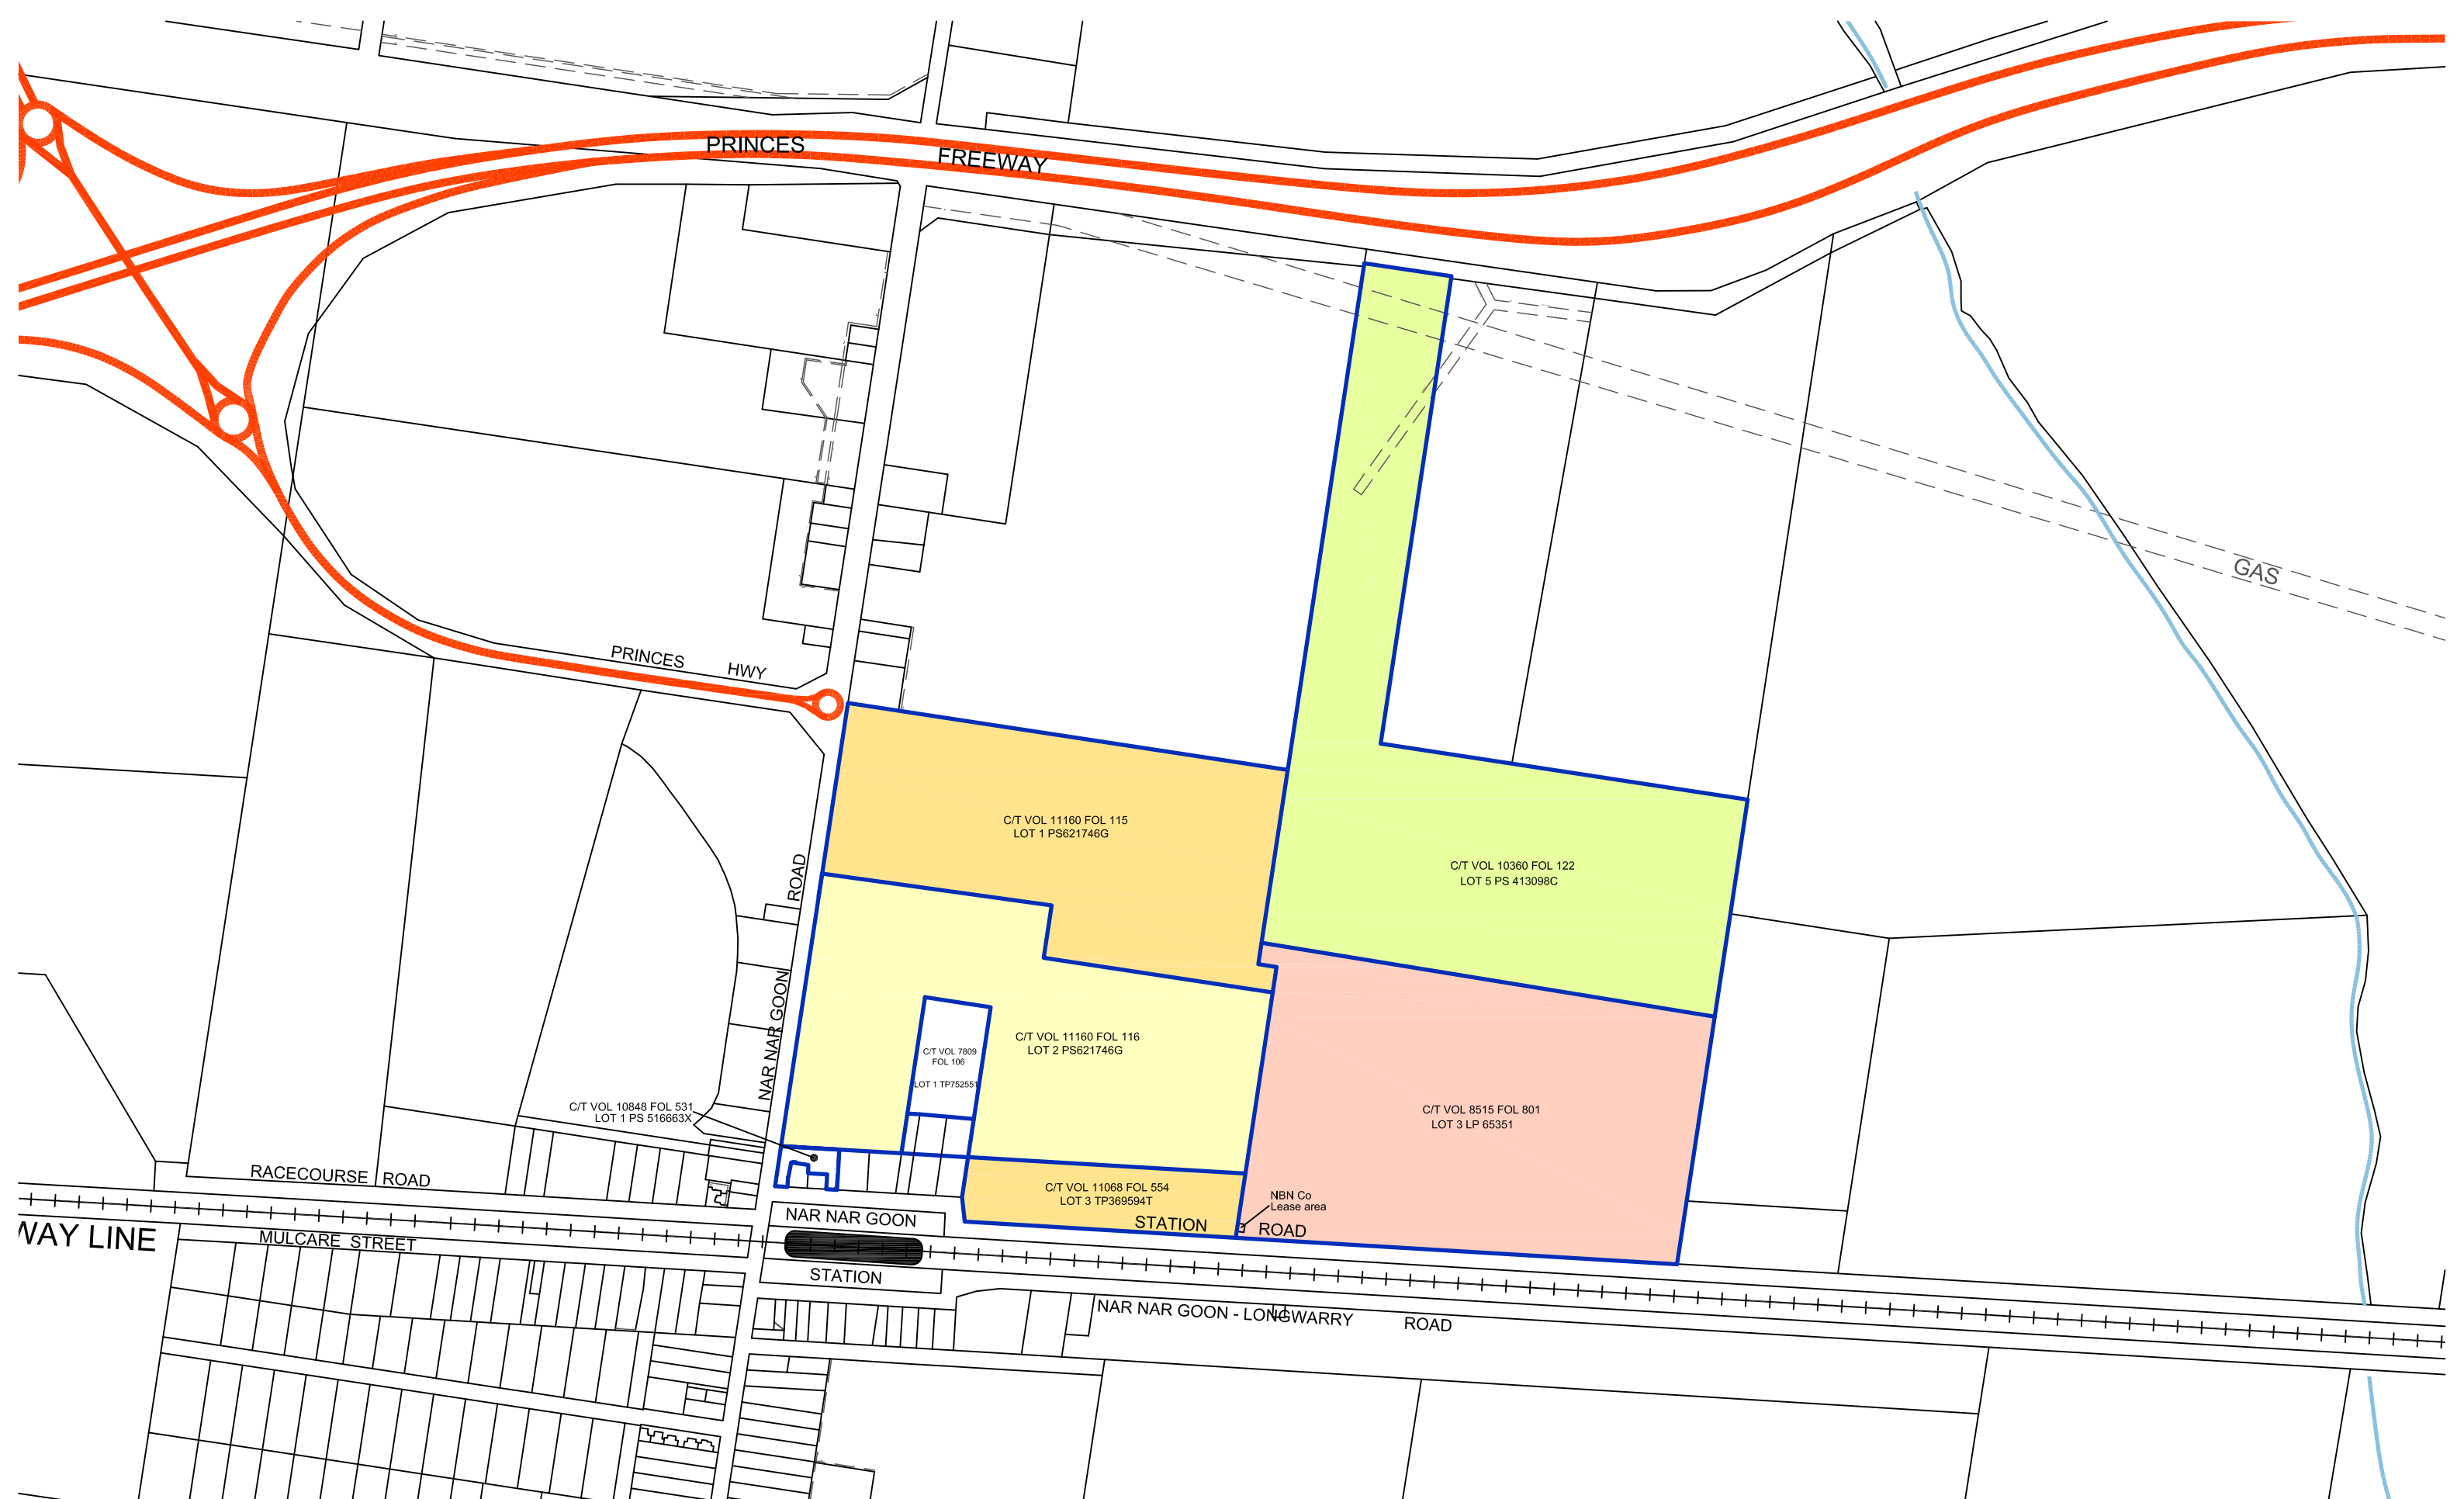 PRINCES
FREEWAY
GAS
PRINCES HWY
C/T VOL 11160 FOL 115
LOT 1 PS621746G
ROAD
NAR NAR GOON
C/T VOL 10360 FOL 122
LOT 5 PS 413098C
C/T VOL 11160 FOL 116
LOT 2 PS621746G
C/T VOL 7809
FOL 106
LOT 1 TP752551
C/T VOL 10848 FOL 531
LOT 1 PS 516663X
C/T VOL 8515 FOL 801
LOT 3 LP 65351
RACECOURSE ROAD
C/T VOL 11068 FOL 554
LOT 3 TP369594T
NBN Co
Lease area
NAR NAR GOON
STATION ROAD
WAY LINE
MULCARE STREET
STATION
NAR NAR GOON - LONGWARRY ROAD